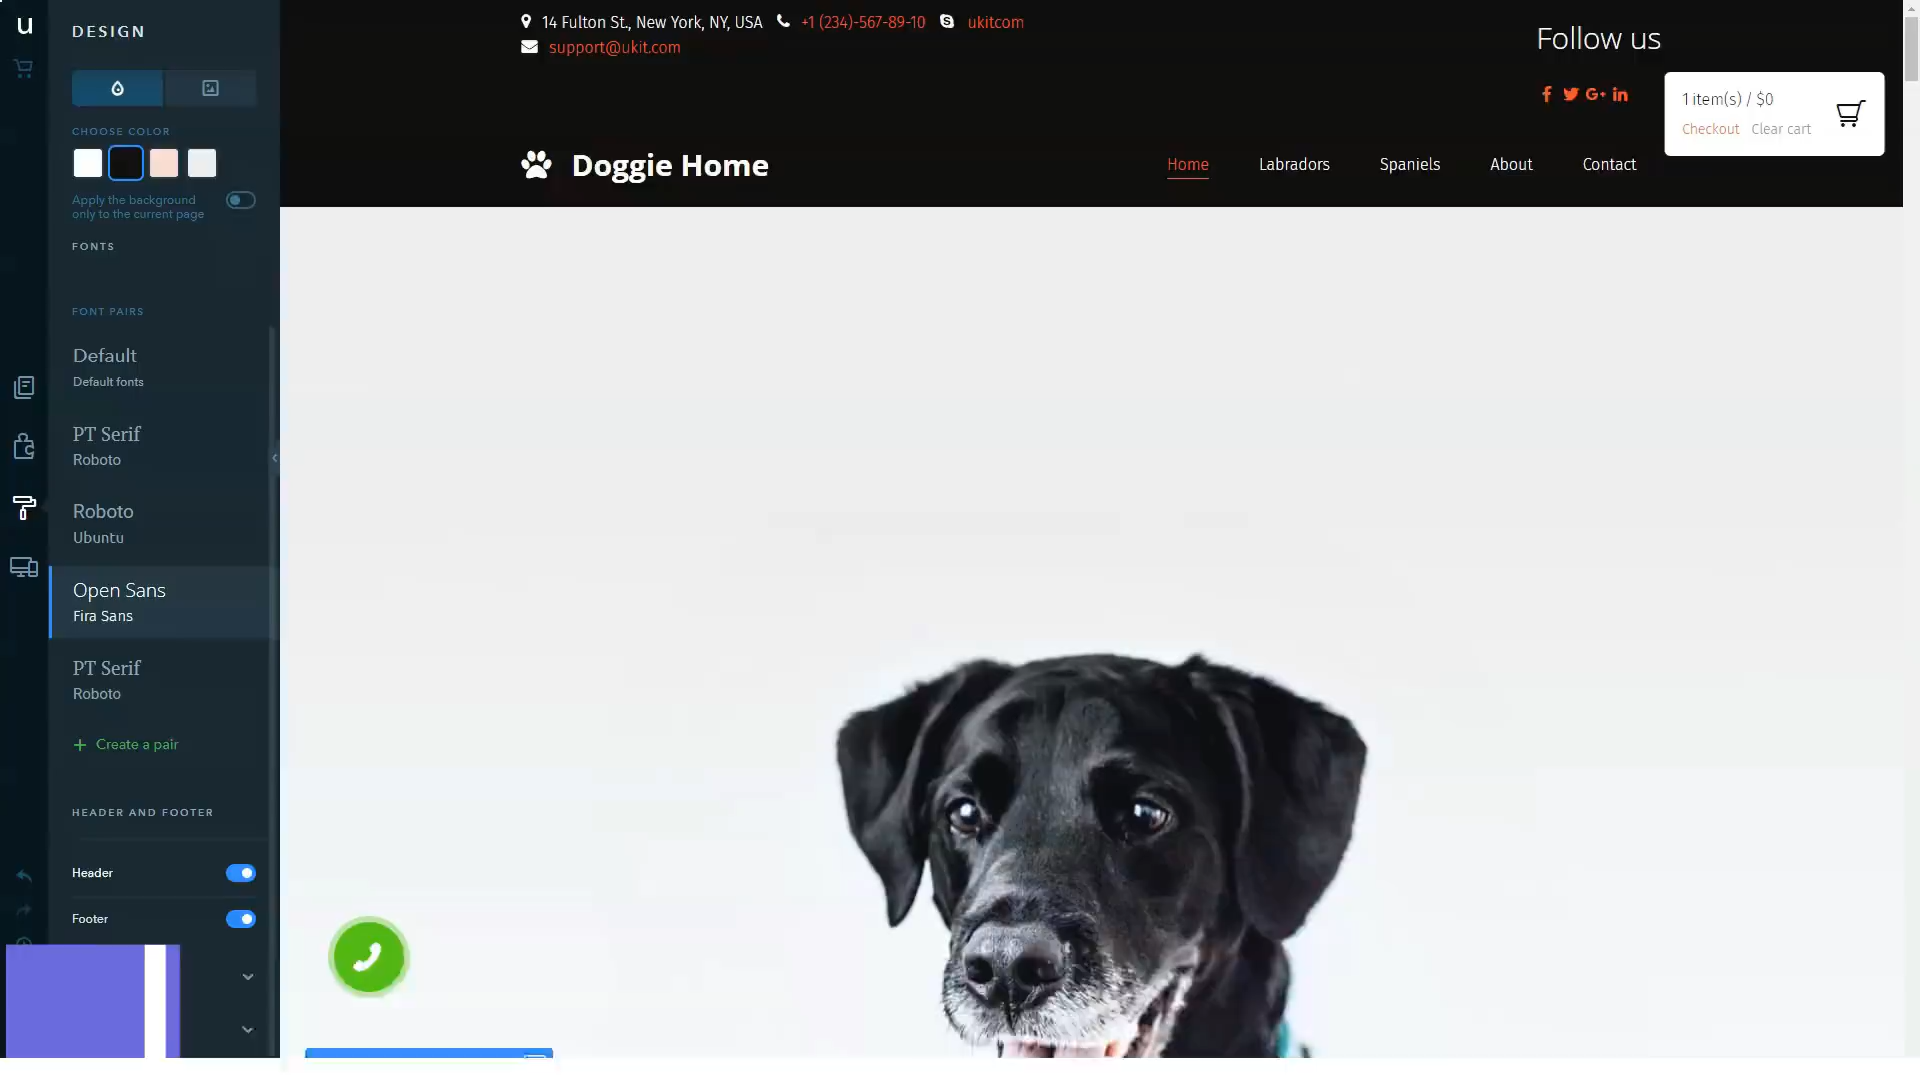 u
DESIGN
CHOOSE COLOR
Apply the background
only to the current page
FONTS
FONT PAIRS
Default
Default fonts
PT Serif
Roboto
Roboto
Ubuntu
Open Sans
Fira Sans
PT Serif
Roboto
+ Create a pair
HEADER AND FOOTER
Header
Footer
14 Fulton St., New York, NY, USA +1 (234)-567-89-10 ukitcom
support@ukit.com
Follow us
1 item(s) / $0
Checkout Clear cart
Doggie Home
Home Labradors Spaniels About Contact